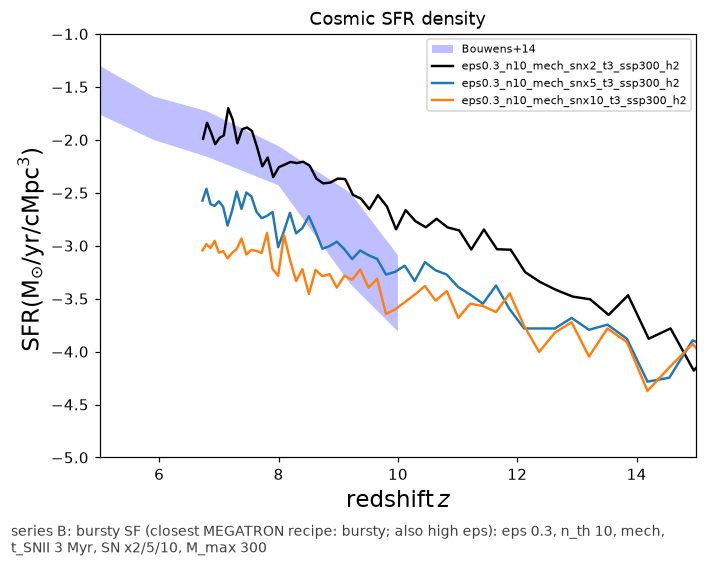 Cosmic SFR density
−1.0
−1.5
−2.0
−2.5
−3.0
−3.5
−4.0
−4.5
−5.0
SFR(M⊙/yr/cMpc³)
Bouwens+14
eps0.3_n10_mech_snx2_t3_ssp300_h2
eps0.3_n10_mech_snx5_t3_ssp300_h2
eps0.3_n10_mech_snx10_t3_ssp300_h2
6 8 10 12 14
redshift z
series B: bursty SF (closest MEGATRON recipe: bursty; also high eps): eps 0.3, n_th 10, mech,
t_SNII 3 Myr, SN x2/5/10, M_max 300